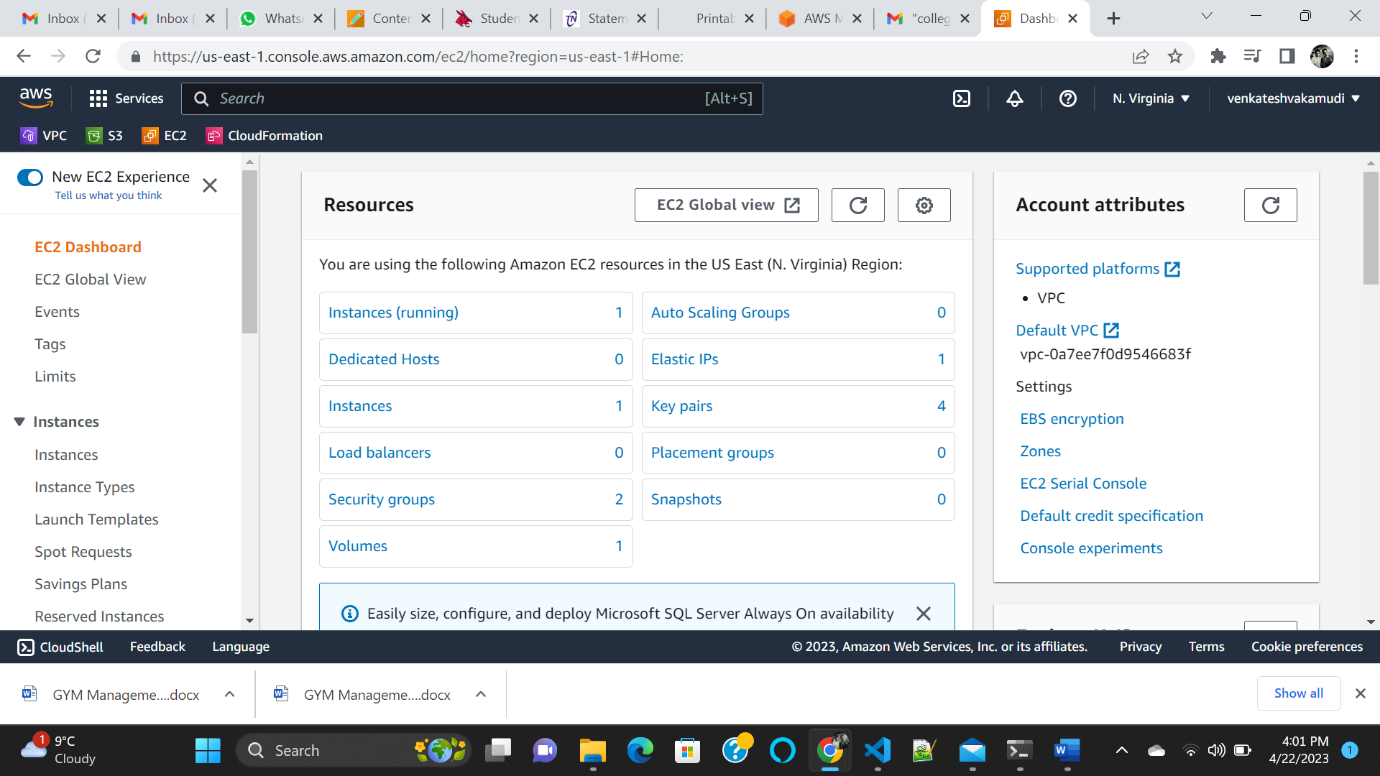 Inbox (
Inbox (
Whats
Conter
Studen
Statem
Printab
AWS M
"colleg
Dashb
https://us-east-1.console.aws.amazon.com/ec2/home?region=us-east-1#Home:
aws
Services
Search
[Alt+S]
N. Virginia
venkateshvakamudi
VPC
S3
EC2
CloudFormation
New EC2 Experience
Tell us what you think
EC2 Dashboard
EC2 Global View
Events
Tags
Limits
Instances
Instances
Instance Types
Launch Templates
Spot Requests
Savings Plans
Reserved Instances
Resources
EC2 Global view
You are using the following Amazon EC2 resources in the US East (N. Virginia) Region:
Instances (running) 1
Auto Scaling Groups 0
Dedicated Hosts 0
Elastic IPs 1
Instances 1
Key pairs 4
Load balancers 0
Placement groups 0
Security groups 2
Snapshots 0
Volumes 1
Easily size, configure, and deploy Microsoft SQL Server Always On availability
Account attributes
Supported platforms
• VPC
Default VPC
vpc-0a7ee7f0d9546683f
Settings
EBS encryption
Zones
EC2 Serial Console
Default credit specification
Console experiments
CloudShell
Feedback
Language
© 2023, Amazon Web Services, Inc. or its affiliates.
Privacy
Terms
Cookie preferences
GYM Manageme....docx
GYM Manageme....docx
Show all
1
9°C
Cloudy
Search
4:01 PM
4/22/2023
1